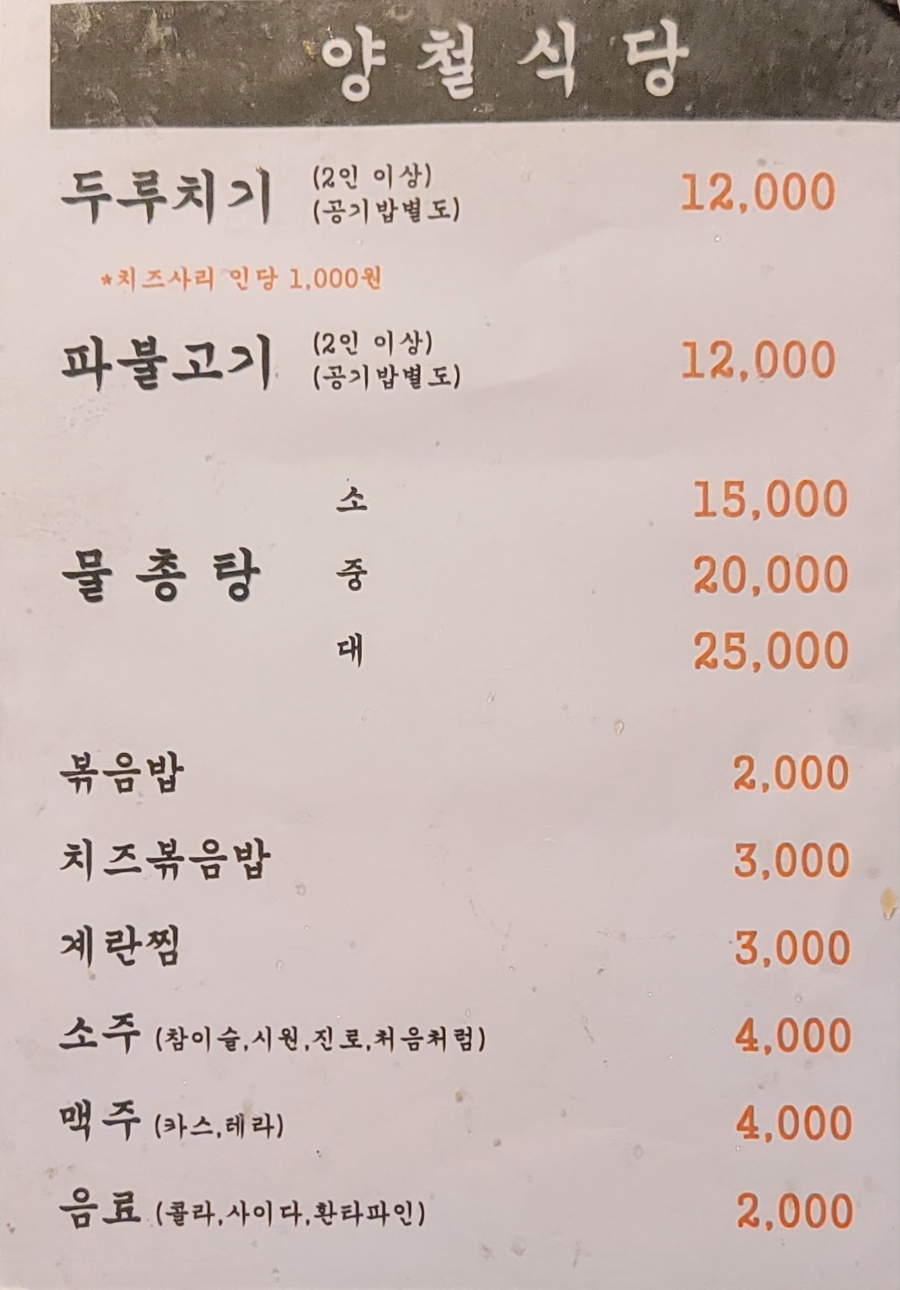 양철식당
두루치기 (2인 이상) 12,000
(공기밥별도)
*치즈사리 인당 1,000원
파불고기 (2인 이상) 12,000
(공기밥별도)
소 15,000
물총탕 중 20,000
대 25,000
볶음밥 2,000
치즈볶음밥 3,000
계란찜 3,000
소주 (참이슬,시원,진로,처음처럼) 4,000
맥주 (카스,테라) 4,000
음료 (콜라,사이다,환타파인) 2,000